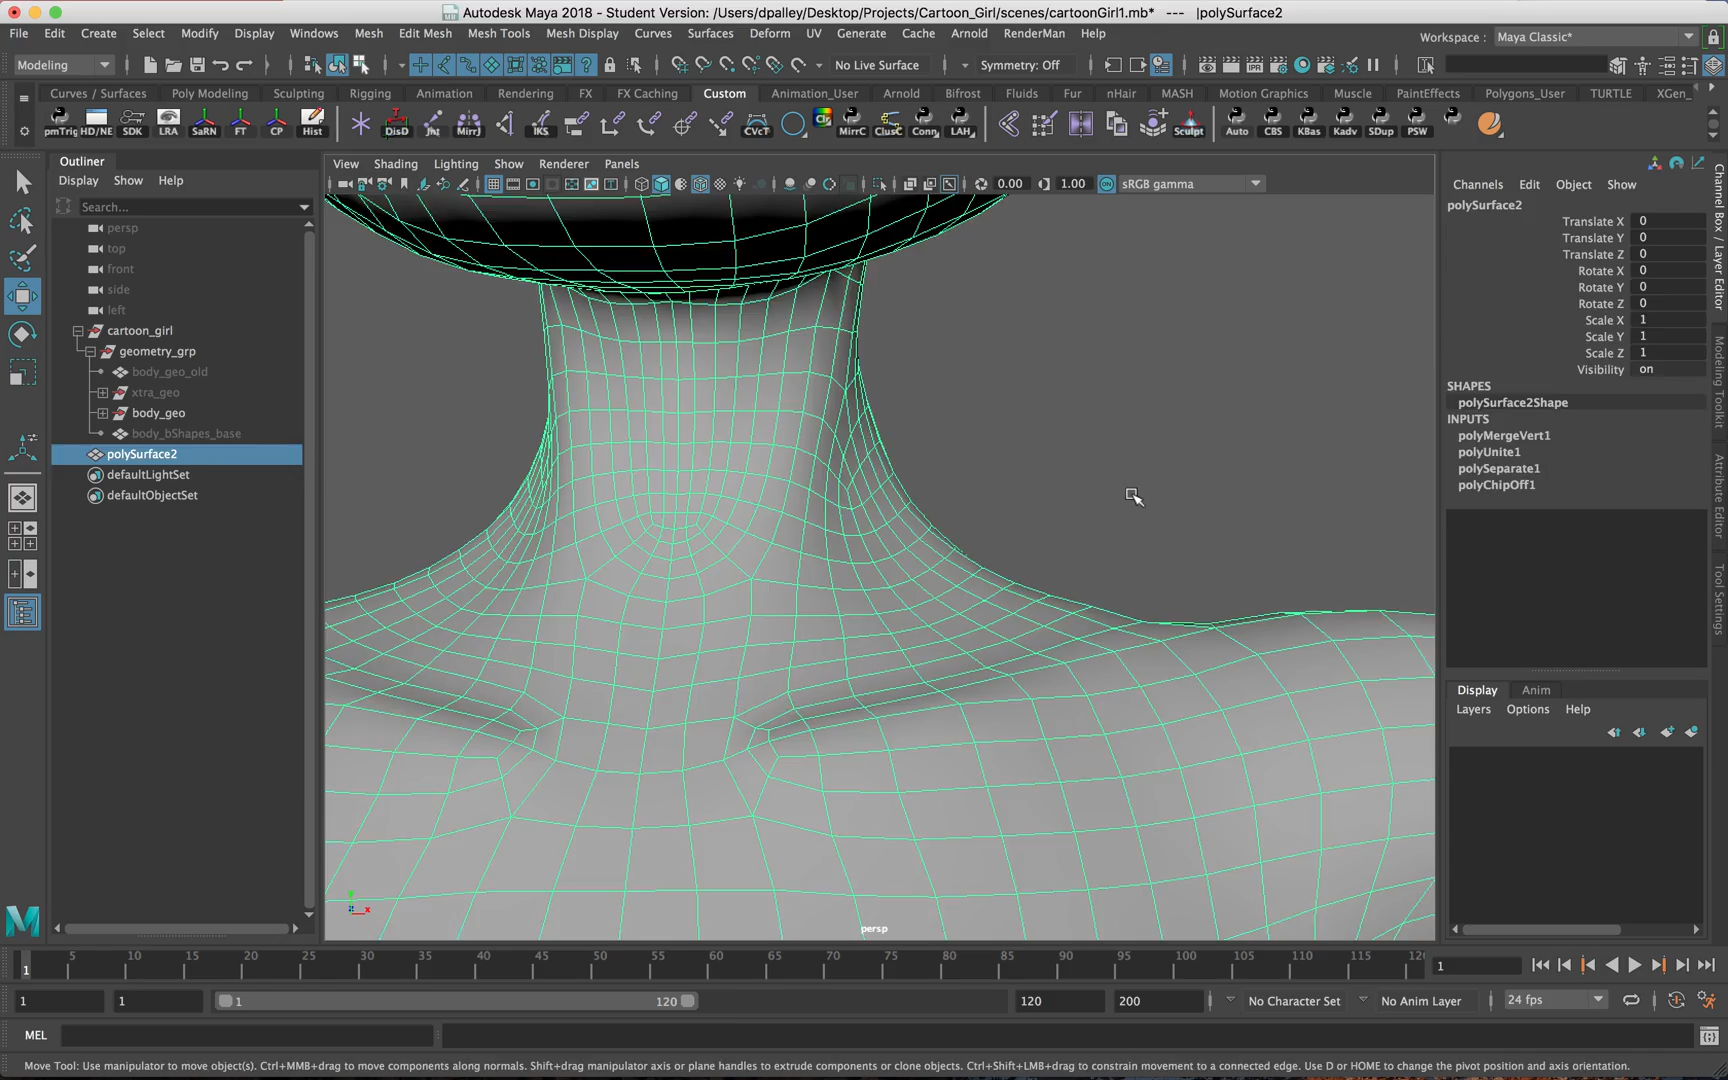 Autodesk Maya 2018 - Student Version: /Users/dpalley/Desktop/Projects/Cartoon_Girl/scenes/cartoonGirl1.mb* --- |polySurface2
File Edit Create Select Modify Display Windows Mesh Edit Mesh Mesh Tools Mesh Display Curves Surfaces Deform UV Generate Cache Arnold RenderMan Help
Workspace : Maya Classic*
Modeling No Live Surface Symmetry: Off
Curves / Surfaces Poly Modeling Sculpting Rigging Animation Rendering FX FX Caching Custom Animation_User Arnold Bifrost Fluids Fur nHair MASH Motion Graphics Muscle PaintEffects Polygons_User TURTLE XGen_
pmTrig HD/NE SDK LRA SaRN FT CP Hist DisD Jnt Mirrj IKS CVcT Clr MirrC ClusC Conn_ LAH_ Sculpt Auto CBS KBas Kadv SDup PSW
Outliner
Display Show Help
Search...
persp
top
front
side
left
cartoon_girl
geometry_grp
body_geo_old
xtra_geo
body_geo
body_bShapes_base
polySurface2
defaultLightSet
defaultObjectSet
View Shading Lighting Show Renderer Panels
0.00 1.00 sRGB gamma
persp
Channels Edit Object Show
polySurface2
Translate X 0
Translate Y 0
Translate Z 0
Rotate X 0
Rotate Y 0
Rotate Z 0
Scale X 1
Scale Y 1
Scale Z 1
Visibility on
SHAPES
polySurface2Shape
INPUTS
polyMergeVert1
polyUnite1
polySeparate1
polyChipOff1
Display Anim
Layers Options Help
Channel Box / Layer Editor
Modeling Toolkit
Attribute Editor
Tool Settings
1 5 10 15 20 25 30 35 40 45 50 55 60 65 70 75 80 85 90 95 100 105 110 115 12 1
1 1 1 120 120 200 No Character Set No Anim Layer 24 fps
MEL
Move Tool: Use manipulator to move object(s). Ctrl+MMB+drag to move components along normals. Shift+drag manipulator axis or plane handles to extrude components or clone objects. Ctrl+Shift+LMB+drag to constrain movement to a connected edge. Use D or HOME to change the pivot position and axis orientation.